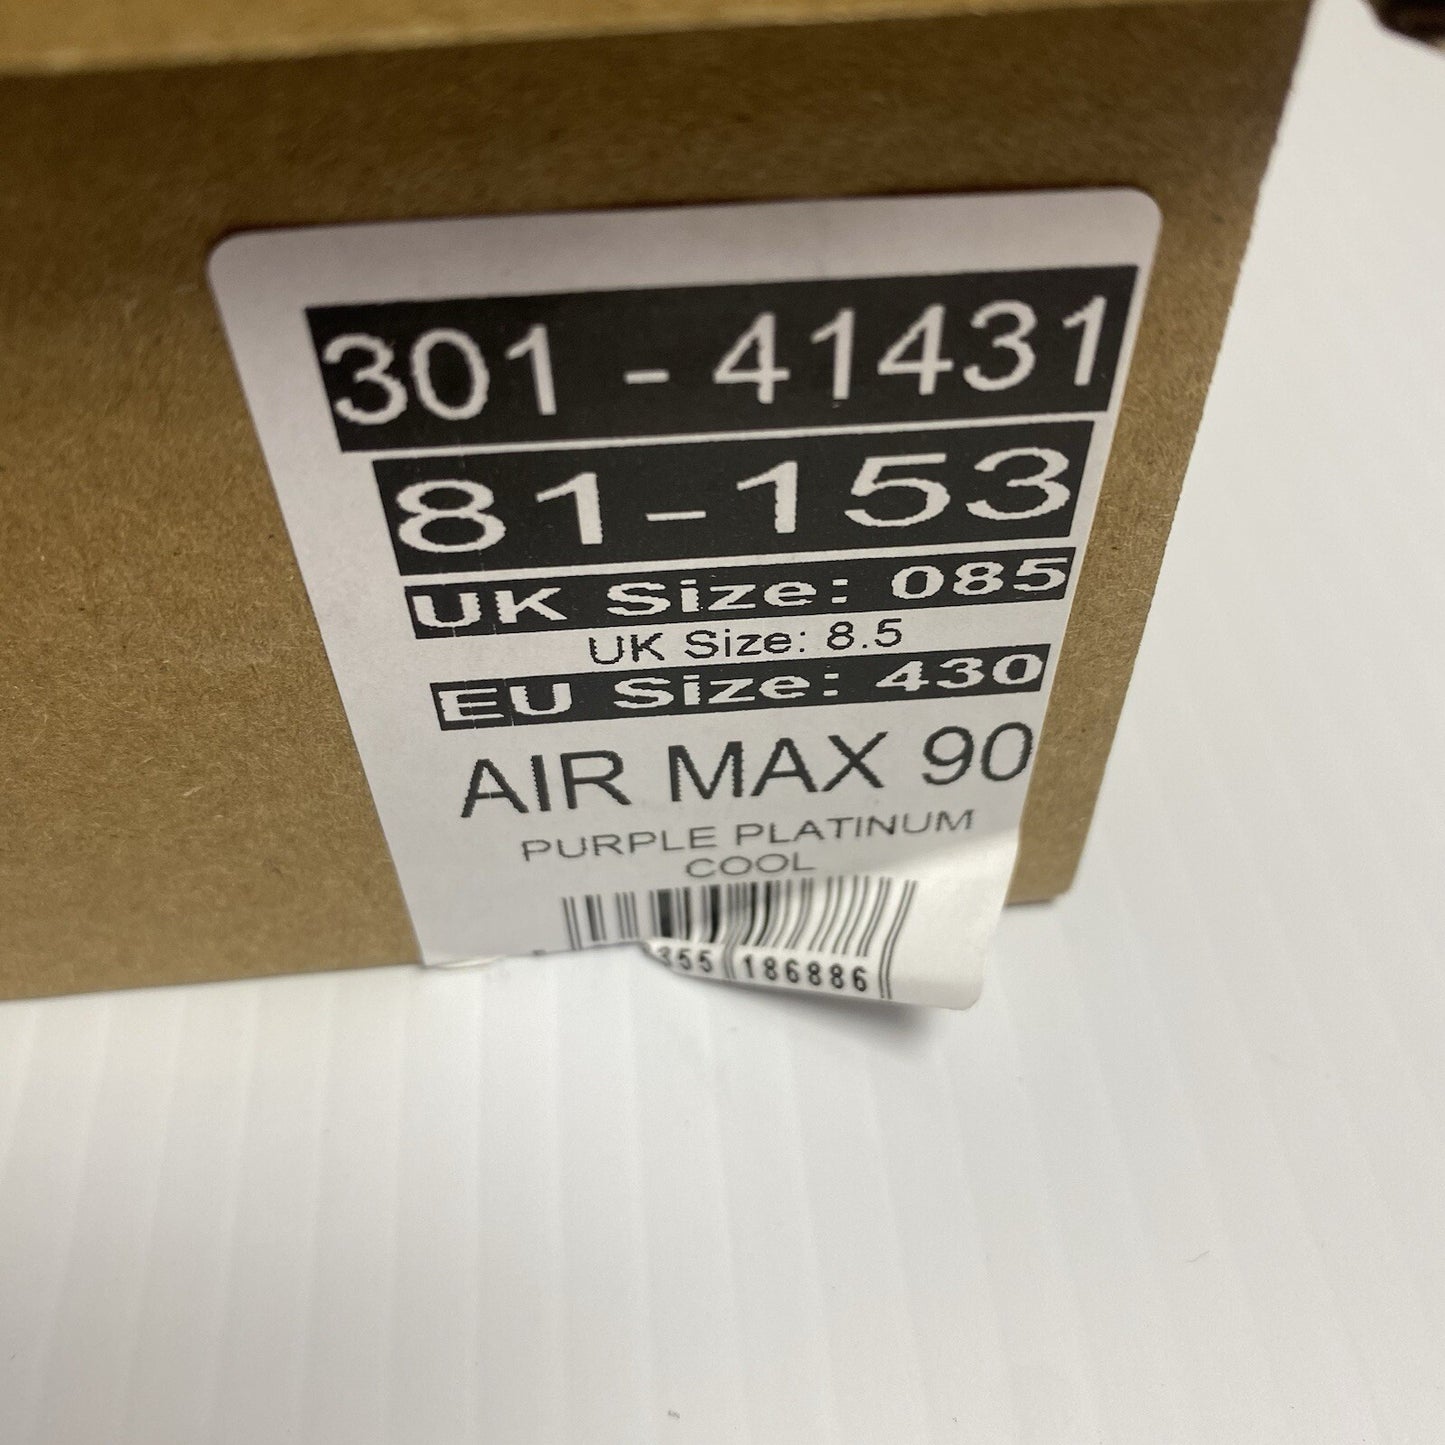 301 - 41431
81-153
UK Size: 085
UK Size: 8.5
EU Size: 430
AIR MAX 90
PURPLE PLATINUM
COOL
355 186886